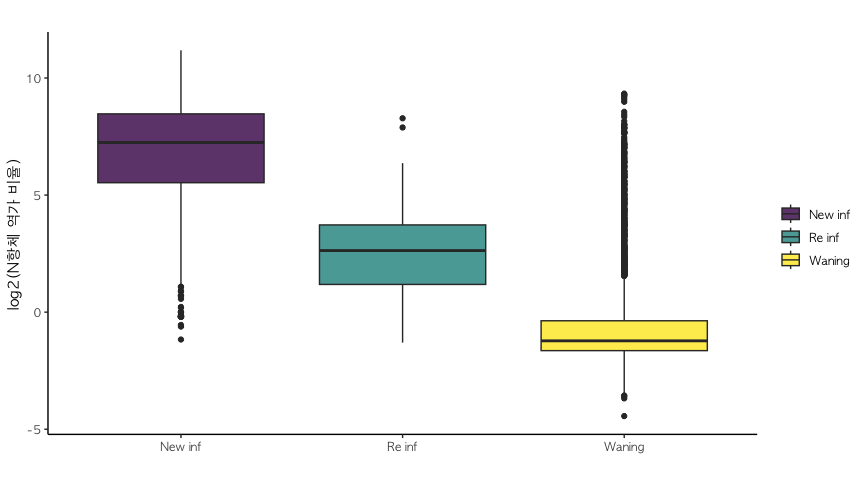 log2(N항체 역가 비율)
10
5
0
-5
New inf
Re inf
Waning
New inf
Re inf
Waning